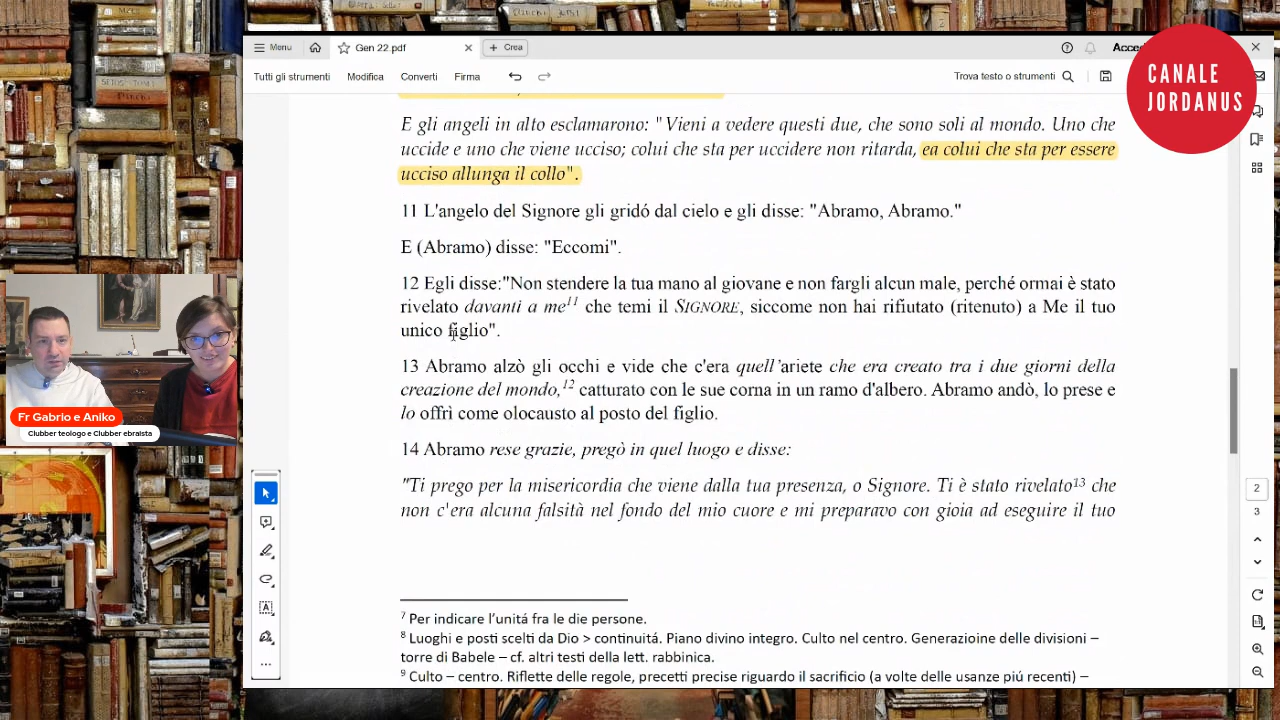 Menu
Gen 22.pdf
Crea
Acce
CANALE
JORDANUS
Tutti gli strumenti
Modifica
Converti
Firma
Trova testo o strumenti
E gli angeli in alto esclamarono: "Vieni a vedere questi due, che sono soli al mondo. Uno che
uccide e uno che viene ucciso; colui che sta per uccidere non ritarda, ea colui che sta per essere
ucciso allunga il collo".
11 L'angelo del Signore gli gridó dal cielo e gli disse: "Abramo, Abramo."
E (Abramo) disse: "Eccomi".
12 Egli disse:"Non stendere la tua mano al giovane e non fargli alcun male, perché ormai è stato
rivelato davanti a me11 che temi il SIGNORE, siccome non hai rifiutato (ritenuto) a Me il tuo
unico figlio".
13 Abramo alzò gli occhi e vide che c'era quell'ariete che era creato tra i due giorni della
creazione del mondo,12 catturato con le sue corna in un ramo d'albero. Abramo andò, lo prese e
lo offrì come olocausto al posto del figlio.
14 Abramo rese grazie, pregò in quel luogo e disse:
"Ti prego per la misericordia che viene dalla tua presenza, o Signore. Ti è stato rivelato13 che
non c'era alcuna falsità nel fondo del mio cuore e mi preparavo con gioia ad eseguire il tuo
7 Per indicare l'unitá fra le die persone.
8 Luoghi e posti scelti da Dio > continuitá. Piano divino integro. Culto nel centro. Generazioine delle divisioni –
torre di Babele – cf. altri testi della lett. rabbinica.
9 Culto – centro. Riflette delle regole, precetti precise riguardo il sacrificio (a volte delle usanze piú recenti) –
2
3
Fr Gabrio e Aniko
Clubber teologo e Clubber ebraista